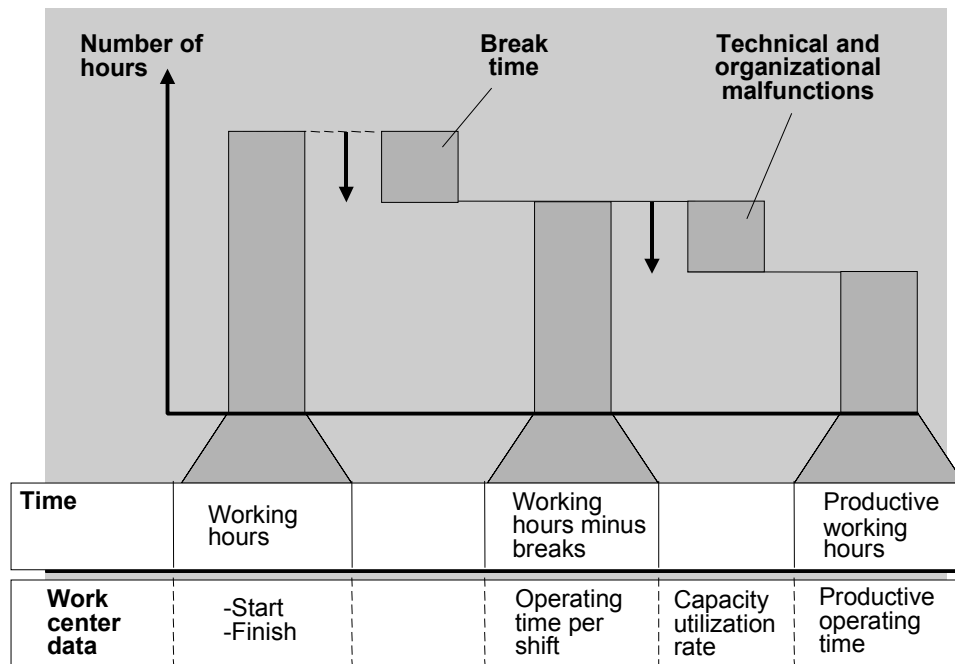 Number of
hours
Break
time
Technical and
organizational
malfunctions
Time
Working
hours
Working
hours minus
breaks
Productive
working
hours
Work
center
data
-Start
-Finish
Operating
time per
shift
Capacity
utilization
rate
Productive
operating
time